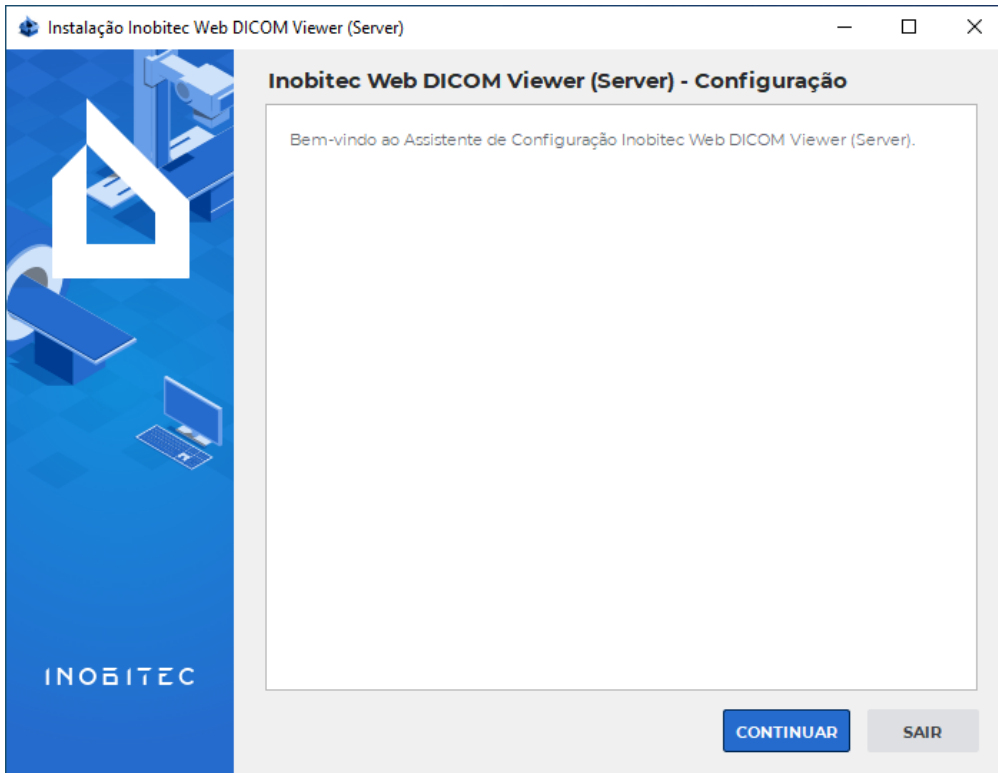 Instalação Inobitec Web DICOM Viewer (Server)
Inobitec Web DICOM Viewer (Server) - Configuração
Bem-vindo ao Assistente de Configuração Inobitec Web DICOM Viewer (Server).
INOBITEC
CONTINUAR
SAIR